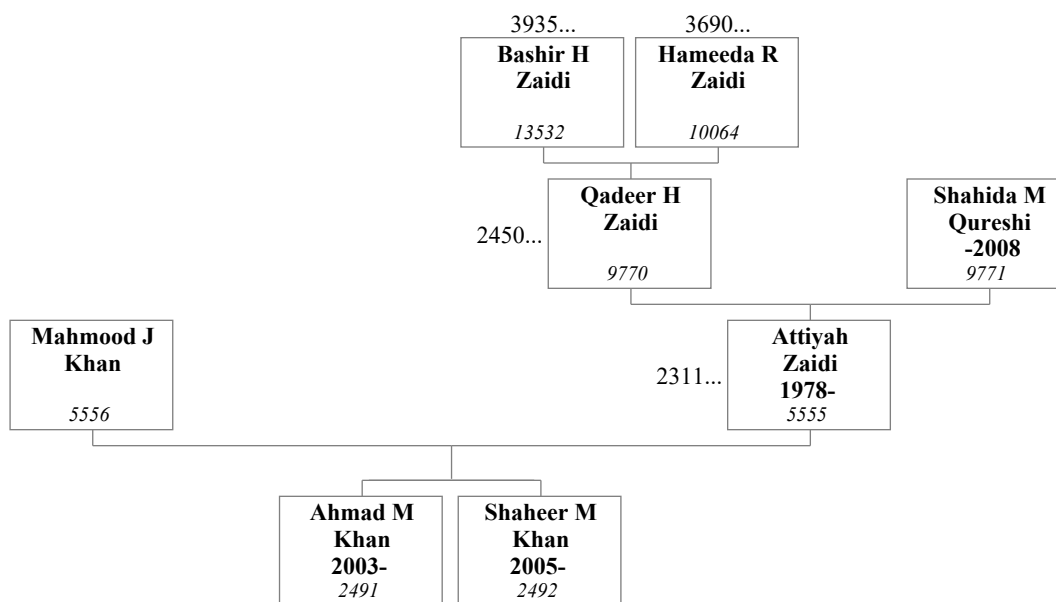 3935...
3690...
Bashir H
Zaidi
13532
Hameeda R
Zaidi
10064
2450...
Qadeer H
Zaidi
9770
Shahida M
Qureshi
-2008
9771
Mahmood J
Khan
5556
2311...
Attiyah
Zaidi
1978-
5555
Ahmad M
Khan
2003-
2491
Shaheer M
Khan
2005-
2492